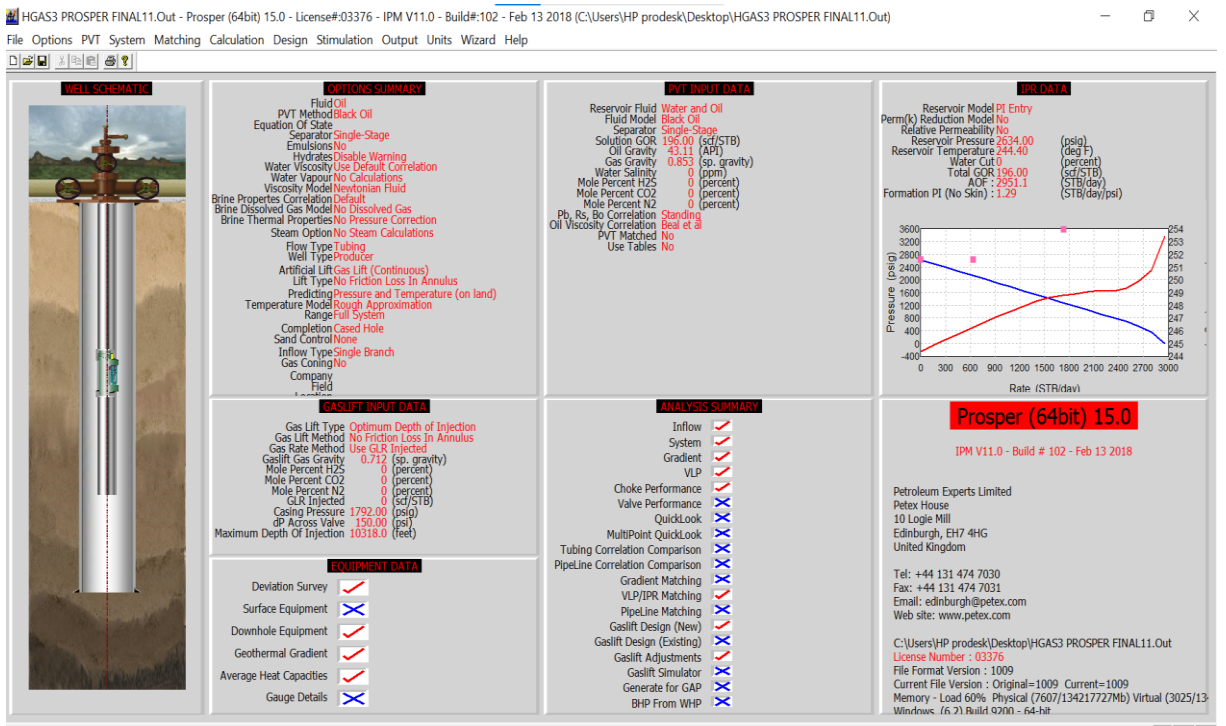 HGAS3 PROSPER FINAL11.Out - Prosper (64bit) 15.0 - License#:03376 - IPM V11.0 - Build#:102 - Feb 13 2018 (C:\Users\HP prodesk\Desktop\HGAS3 PROSPER FINAL11.Out)
File Options PVT System Matching Calculation Design Stimulation Output Units Wizard Help
WELL SCHEMATIC
OPTIONS SUMMARY
Fluid Oil
PVT Method Black Oil
Equation Of State
Separator Single-Stage
Emulsions No
Hydrates Disable Warning
Water Viscosity Use Default Correlation
Water Vapour No Calculations
Viscosity Model Newtonian Fluid
Brine Propertes Correlation Default
Brine Dissolved Gas Model No Dissolved Gas
Brine Thermal Properties No Pressure Correction
Steam Option No Steam Calculations
Flow Type Tubing
Well Type Producer
Artificial Lift Gas Lift (Continuous)
Lift Type No Friction Loss In Annulus
Predicting Pressure and Temperature (on land)
Temperature Model Rough Approximation
Range Full System
Completion Cased Hole
Sand Control None
Inflow Type Single Branch
Gas Coning No
Company
Field
Location
PVT INPUT DATA
Reservoir Fluid Water and Oil
Fluid Model Black Oil
Separator Single-Stage
Solution GOR 196.00 (scf/STB)
Oil Gravity 43.11 (API)
Gas Gravity 0.853 (sp. gravity)
Water Salinity 0 (ppm)
Mole Percent H2S 0 (percent)
Mole Percent CO2 0 (percent)
Mole Percent N2 0 (percent)
Pb, Rs, Bo Correlation Standing
Oil Viscosity Correlation Beal et al
PVT Matched No
Use Tables No
IPR DATA
Reservoir Model PI Entry
Perm(k) Reduction Model No
Relative Permeability No
Reservoir Pressure 2634.00 (psig)
Reservoir Temperature 244.40 (deg F)
Water Cut 0 (percent)
Total GOR 196.00 (scf/STB)
AOF : 2951.1 (STB/day)
Formation PI (No Skin) : 1.29 (STB/day/psi)
3600 254
3200 253
2800 252
2400 251
2000 250
1600 249
1200 248
800 247
400 246
0 245
-400 244
Pressure (psig)
0 300 600 900 1200 1500 1800 2100 2400 2700 3000
Rate (STB/day)
GASLIFT INPUT DATA
Gas Lift Type Optimum Depth of Injection
Gas Lift Method No Friction Loss In Annulus
Gas Rate Method Use GLR Injected
Gaslift Gas Gravity 0.712 (sp. gravity)
Mole Percent H2S 0 (percent)
Mole Percent CO2 0 (percent)
Mole Percent N2 0 (percent)
GLR Injected 0 (scf/STB)
Casing Pressure 1792.00 (psig)
dP Across Valve 150.00 (psi)
Maximum Depth Of Injection 10318.0 (feet)
EQUIPMENT DATA
Deviation Survey
Surface Equipment
Downhole Equipment
Geothermal Gradient
Average Heat Capacities
Gauge Details
ANALYSIS SUMMARY
Inflow
System
Gradient
VLP
Choke Performance
Valve Performance
QuickLook
MultiPoint QuickLook
Tubing Correlation Comparison
PipeLine Correlation Comparison
Gradient Matching
VLP/IPR Matching
PipeLine Matching
Gaslift Design (New)
Gaslift Design (Existing)
Gaslift Adjustments
Gaslift Simulator
Generate for GAP
BHP From WHP
Prosper (64bit) 15.0
IPM V11.0 - Build # 102 - Feb 13 2018
Petroleum Experts Limited
Petex House
10 Logie Mill
Edinburgh, EH7 4HG
United Kingdom
Tel: +44 131 474 7030
Fax: +44 131 474 7031
Email: edinburgh@petex.com
Web site: www.petex.com
C:\Users\HP prodesk\Desktop\HGAS3 PROSPER FINAL11.Out
License Number : 03376
File Format Version : 1009
Current File Version : Original=1009 Current=1009
Memory - Load 60% Physical (7607/134217727Mb) Virtual (3025/13
Windows (6.2) Build 9200 - 64-bit